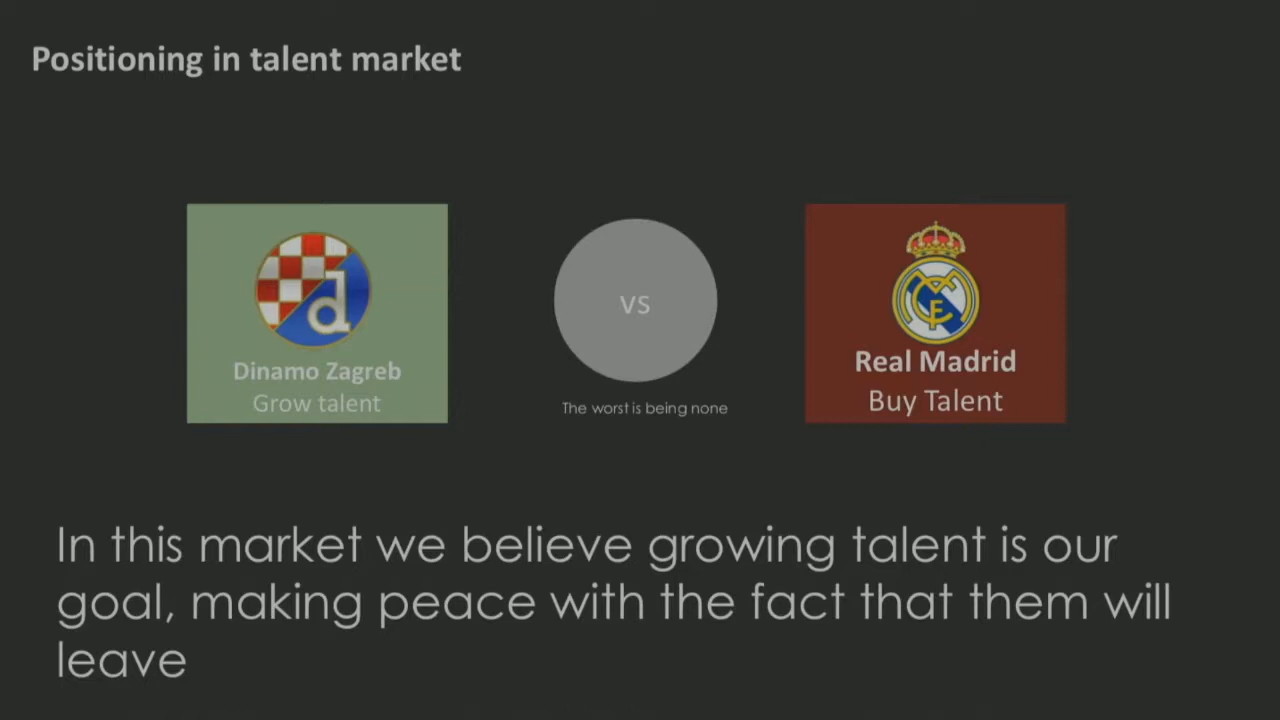 Positioning in talent market
Dinamo Zagreb
Grow talent
vs
The worst is being none
Real Madrid
Buy Talent
In this market we believe growing talent is our
goal, making peace with the fact that them will
leave